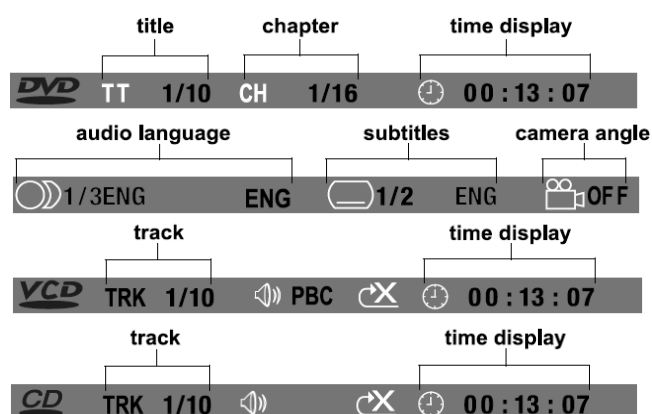 title chapter time display
DVD TT 1/10 CH 1/16 00:13:07
audio language subtitles camera angle
1/3ENG ENG 1/2 ENG OFF
track time display
VCD TRK 1/10 PBC X 00:13:07
track time display
CD TRK 1/10 X 00:13:07